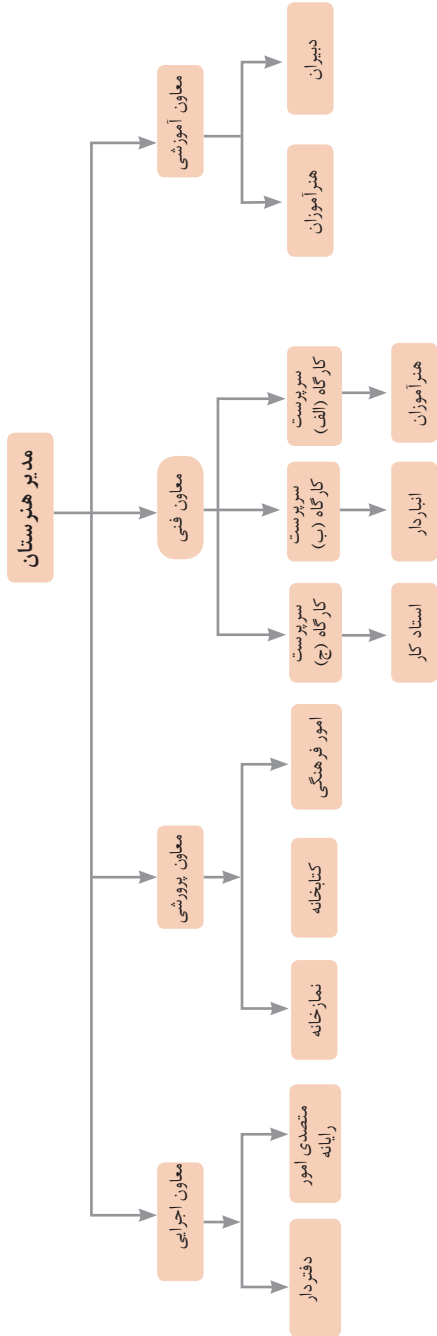 مدیر هنرستان
معاون آموزشی
معاون فنی
معاون پرورشی
معاون اجرایی
دبیران
هنرآموزان
سرپرست
کارگاه (الف)
سرپرست
کارگاه (ب)
سرپرست
کارگاه (ج)
امور فرهنگی
کتابخانه
نمازخانه
متصدی امور
رایانه
دفتردار
هنرآموزان
انباردار
استاد کار